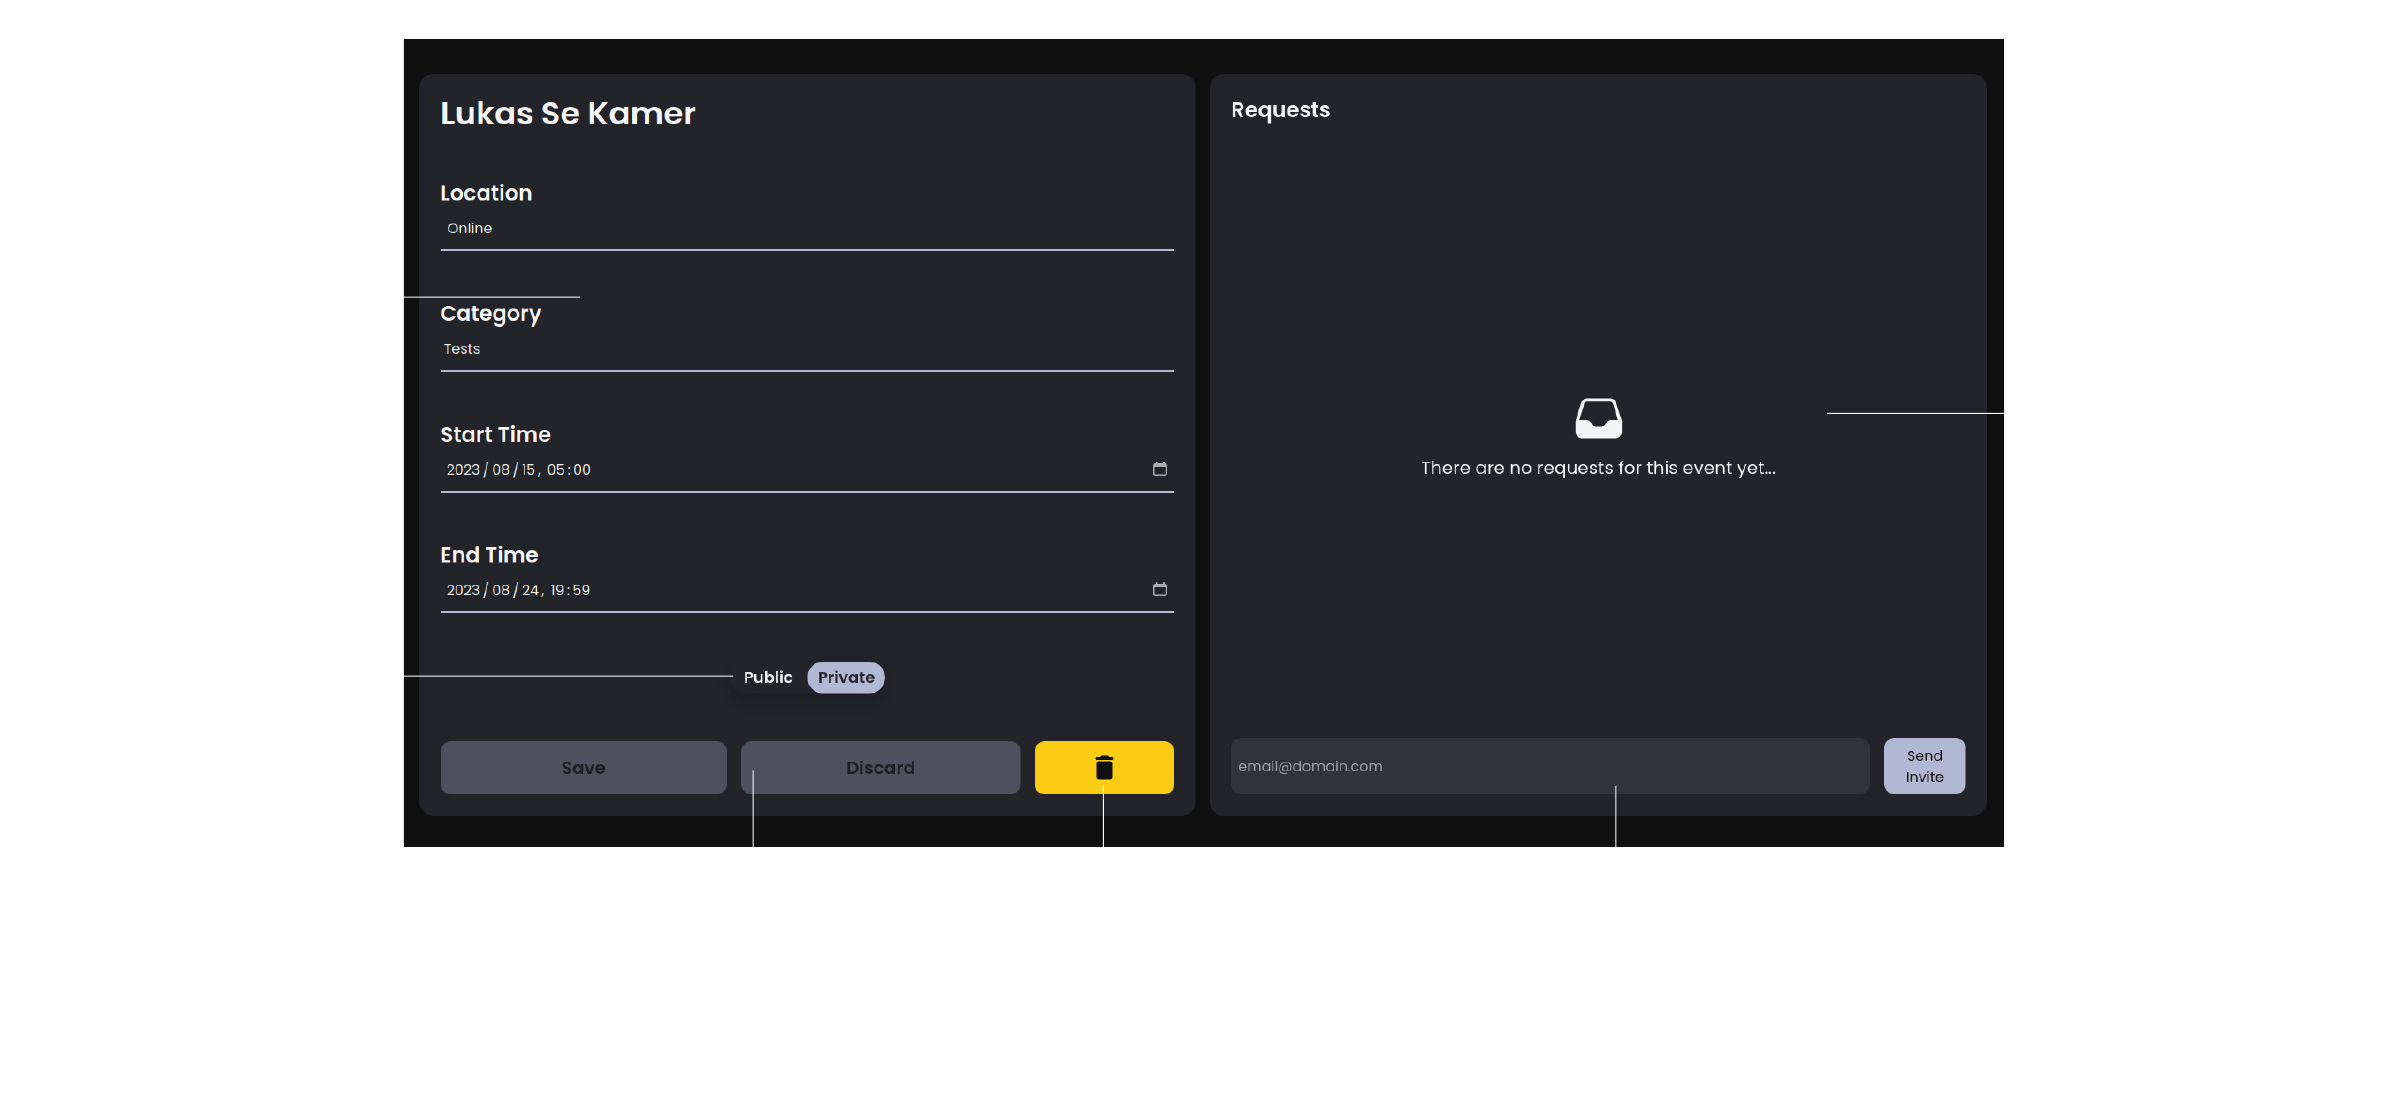 Lukas Se Kamer
Location
Online
Category
Tests
Start Time
2023/08/15, 05:00
End Time
2023/08/24, 19:59
Public Private
Save Discard
Requests
There are no requests for this event yet...
email@domain.com
Send
Invite